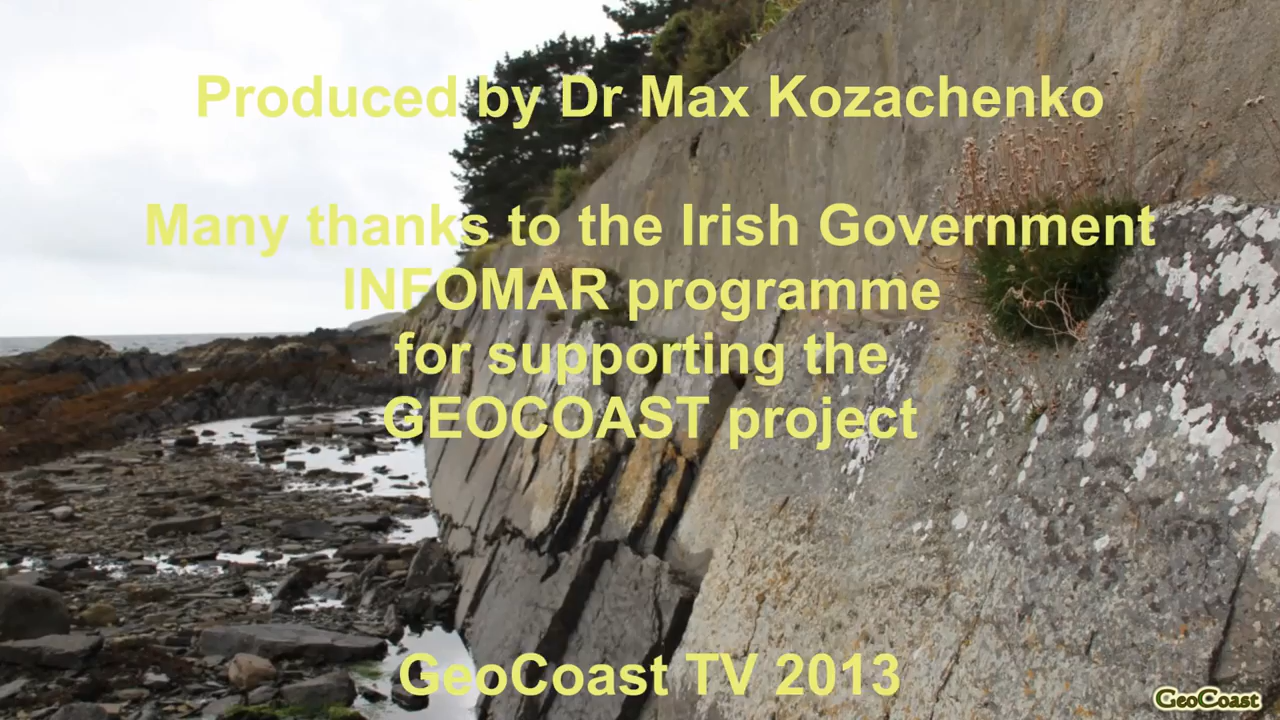 Produced by Dr Max Kozachenko
Many thanks to the Irish Government
INFOMAR programme
for supporting the
GEOCOAST project
GeoCoast TV 2013
GeoCoast